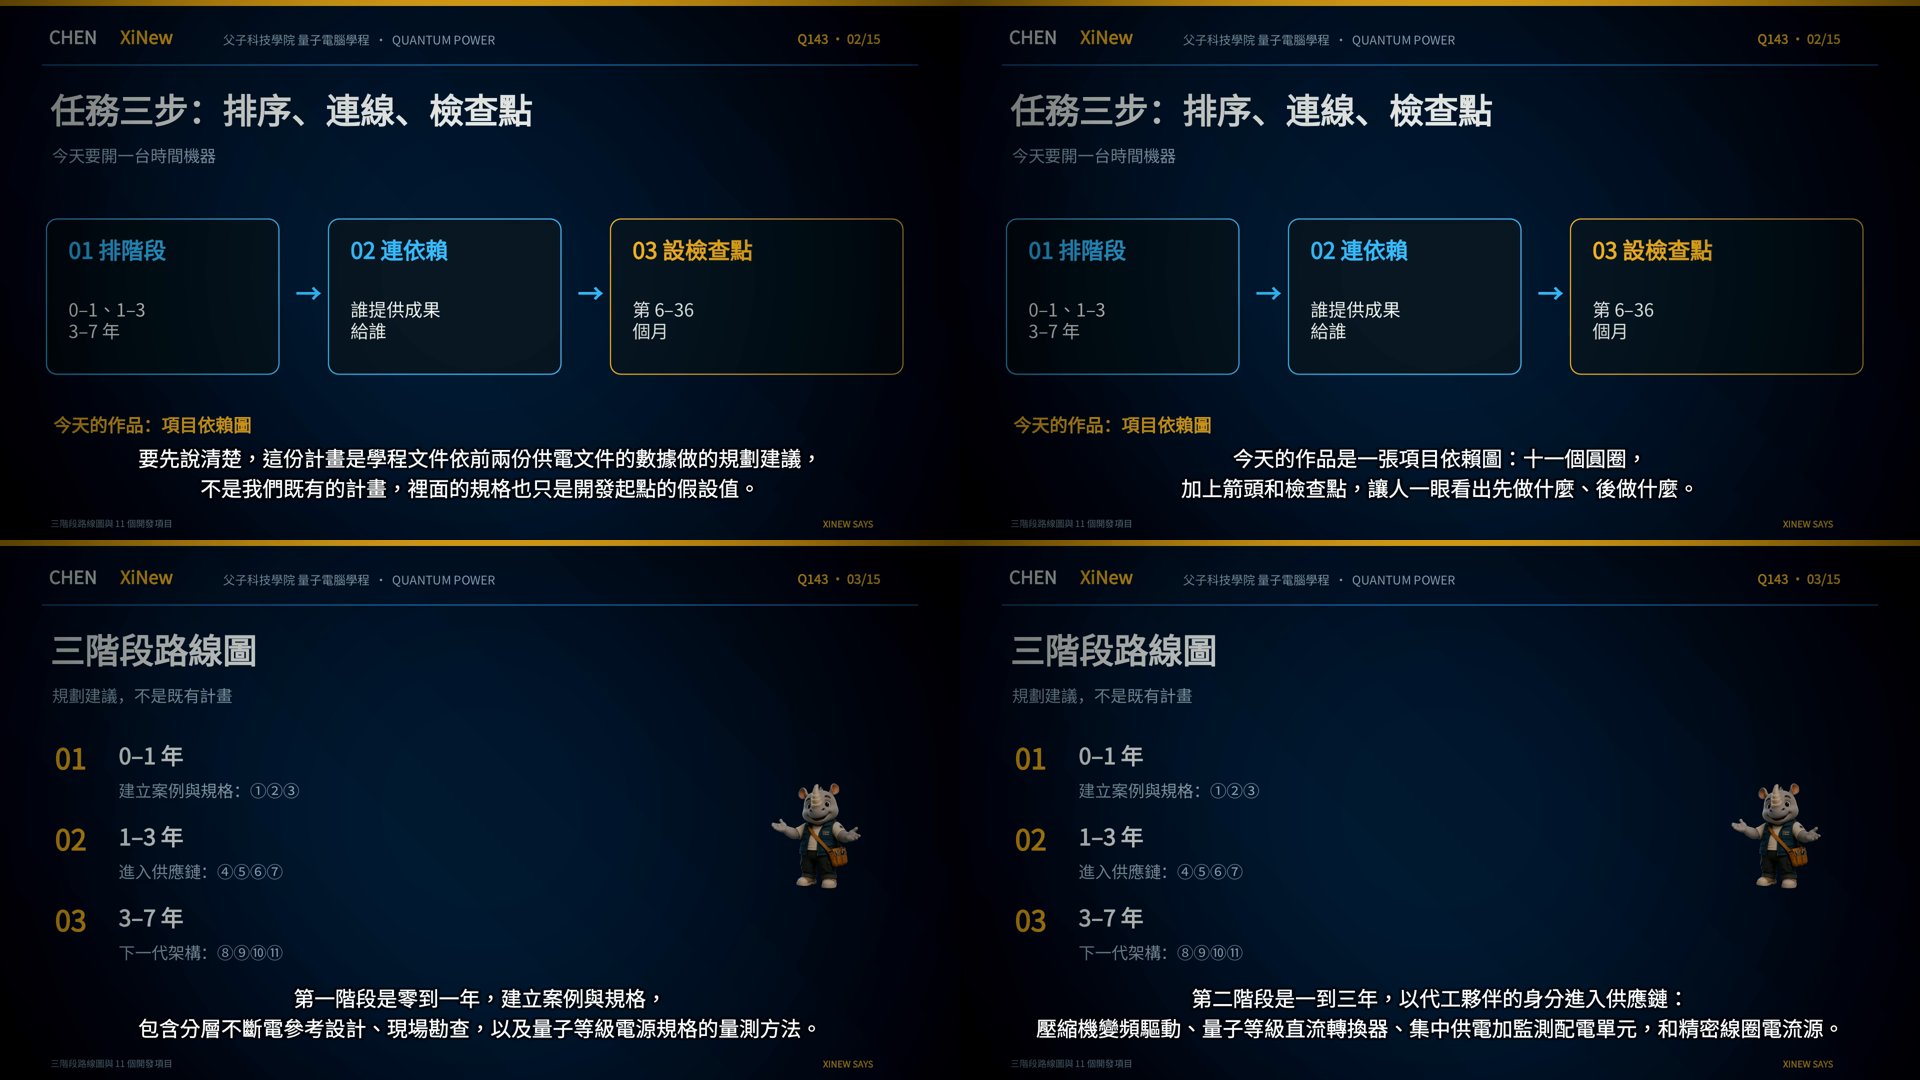 CHEN XiNew 父子科技學院 量子電腦學程 · QUANTUM POWER Q143 · 02/15
任務三步：排序、連線、檢查點
今天要開一台時間機器
01 排階段
0–1、1–3
3–7 年
→
02 連依賴
誰提供成果
給誰
→
03 設檢查點
第 6–36
個月
今天的作品：項目依賴圖
要先說清楚，這份計畫是學程文件依前兩份供電文件的數據做的規劃建議，
不是我們既有的計畫，裡面的規格也只是開發起點的假設值。
三階段路線圖與 11 個開發項目 XINEW SAYS
CHEN XiNew 父子科技學院 量子電腦學程 · QUANTUM POWER Q143 · 02/15
任務三步：排序、連線、檢查點
今天要開一台時間機器
01 排階段
0–1、1–3
3–7 年
→
02 連依賴
誰提供成果
給誰
→
03 設檢查點
第 6–36
個月
今天的作品：項目依賴圖
今天的作品是一張項目依賴圖：十一個圓圈，
加上箭頭和檢查點，讓人一眼看出先做什麼、後做什麼。
三階段路線圖與 11 個開發項目 XINEW SAYS
CHEN XiNew 父子科技學院 量子電腦學程 · QUANTUM POWER Q143 · 03/15
三階段路線圖
規劃建議，不是既有計畫
01 0–1 年
建立案例與規格：①②③
02 1–3 年
進入供應鏈：④⑤⑥⑦
03 3–7 年
下一代架構：⑧⑨⑩⑪
第一階段是零到一年，建立案例與規格，
包含分層不斷電參考設計、現場勘查，以及量子等級電源規格的量測方法。
三階段路線圖與 11 個開發項目 XINEW SAYS
CHEN XiNew 父子科技學院 量子電腦學程 · QUANTUM POWER Q143 · 03/15
三階段路線圖
規劃建議，不是既有計畫
01 0–1 年
建立案例與規格：①②③
02 1–3 年
進入供應鏈：④⑤⑥⑦
03 3–7 年
下一代架構：⑧⑨⑩⑪
第二階段是一到三年，以代工夥伴的身分進入供應鏈：
壓縮機變頻驅動、量子等級直流轉換器、集中供電加監測配電單元，和精密線圈電流源。
三階段路線圖與 11 個開發項目 XINEW SAYS